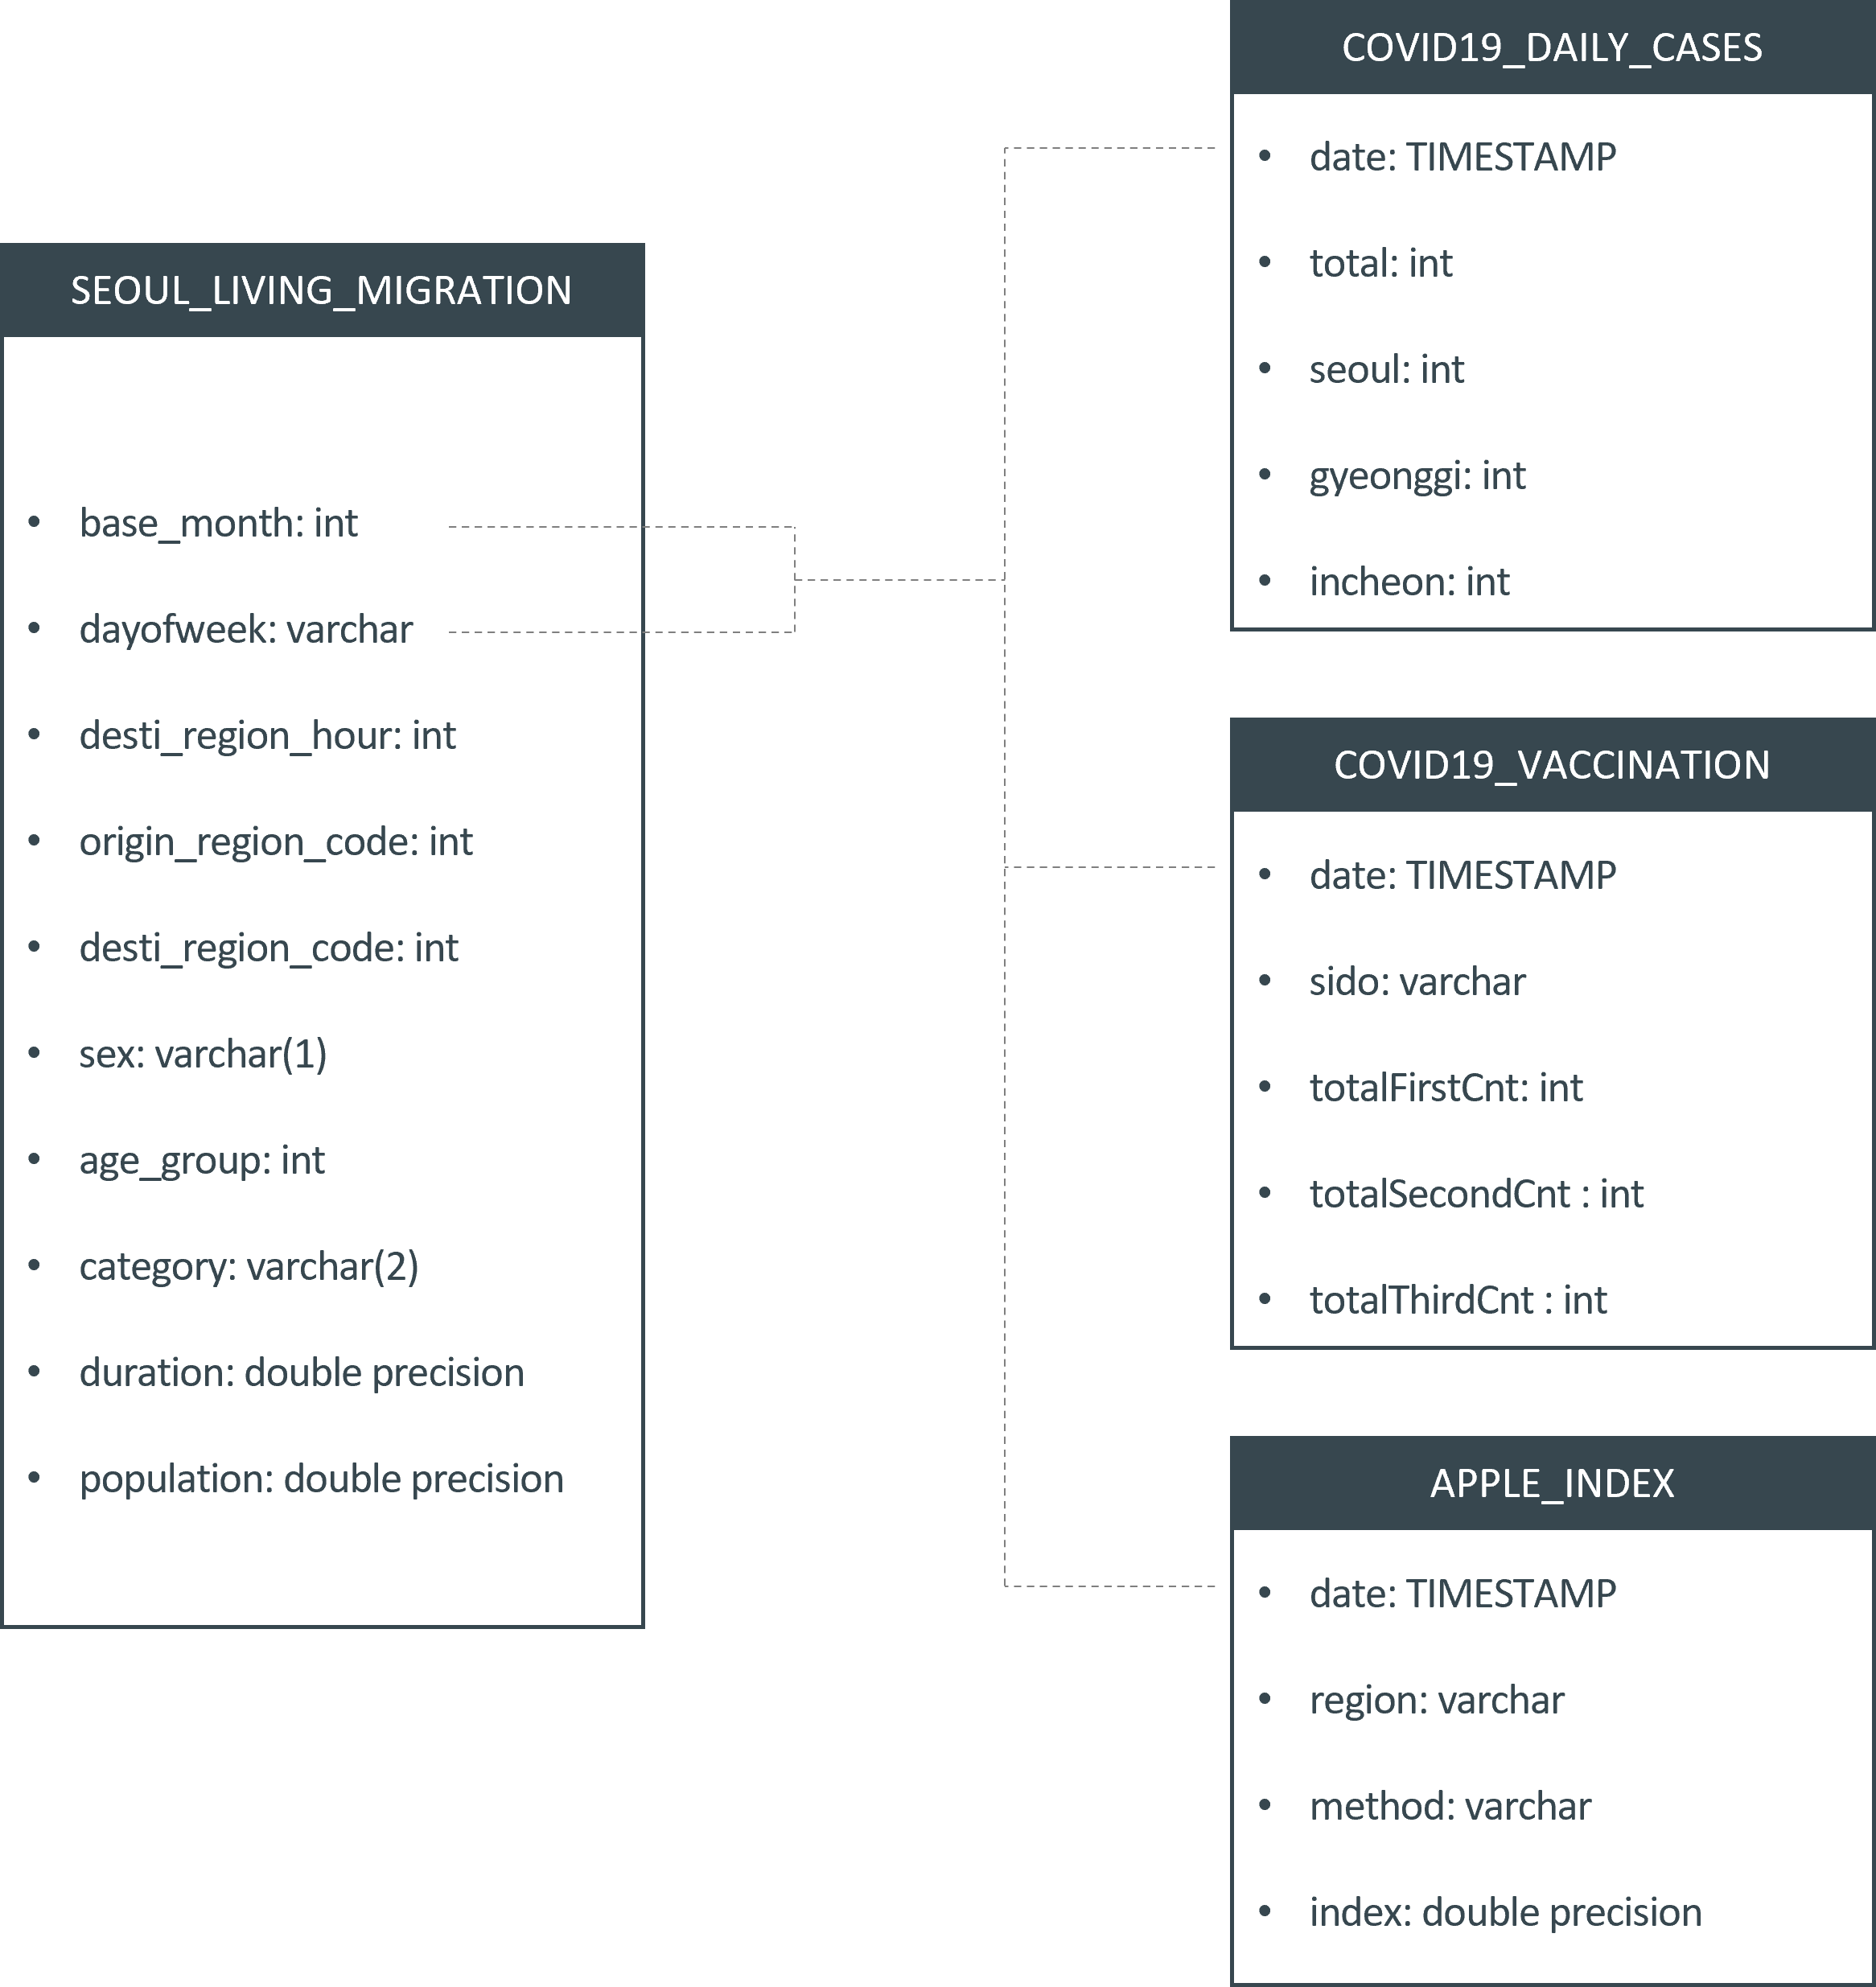 SEOUL_LIVING_MIGRATION
• base_month: int
• dayofweek: varchar
• desti_region_hour: int
• origin_region_code: int
• desti_region_code: int
• sex: varchar(1)
• age_group: int
• category: varchar(2)
• duration: double precision
• population: double precision
COVID19_DAILY_CASES
• date: TIMESTAMP
• total: int
• seoul: int
• gyeonggi: int
• incheon: int
COVID19_VACCINATION
• date: TIMESTAMP
• sido: varchar
• totalFirstCnt: int
• totalSecondCnt : int
• totalThirdCnt : int
APPLE_INDEX
• date: TIMESTAMP
• region: varchar
• method: varchar
• index: double precision